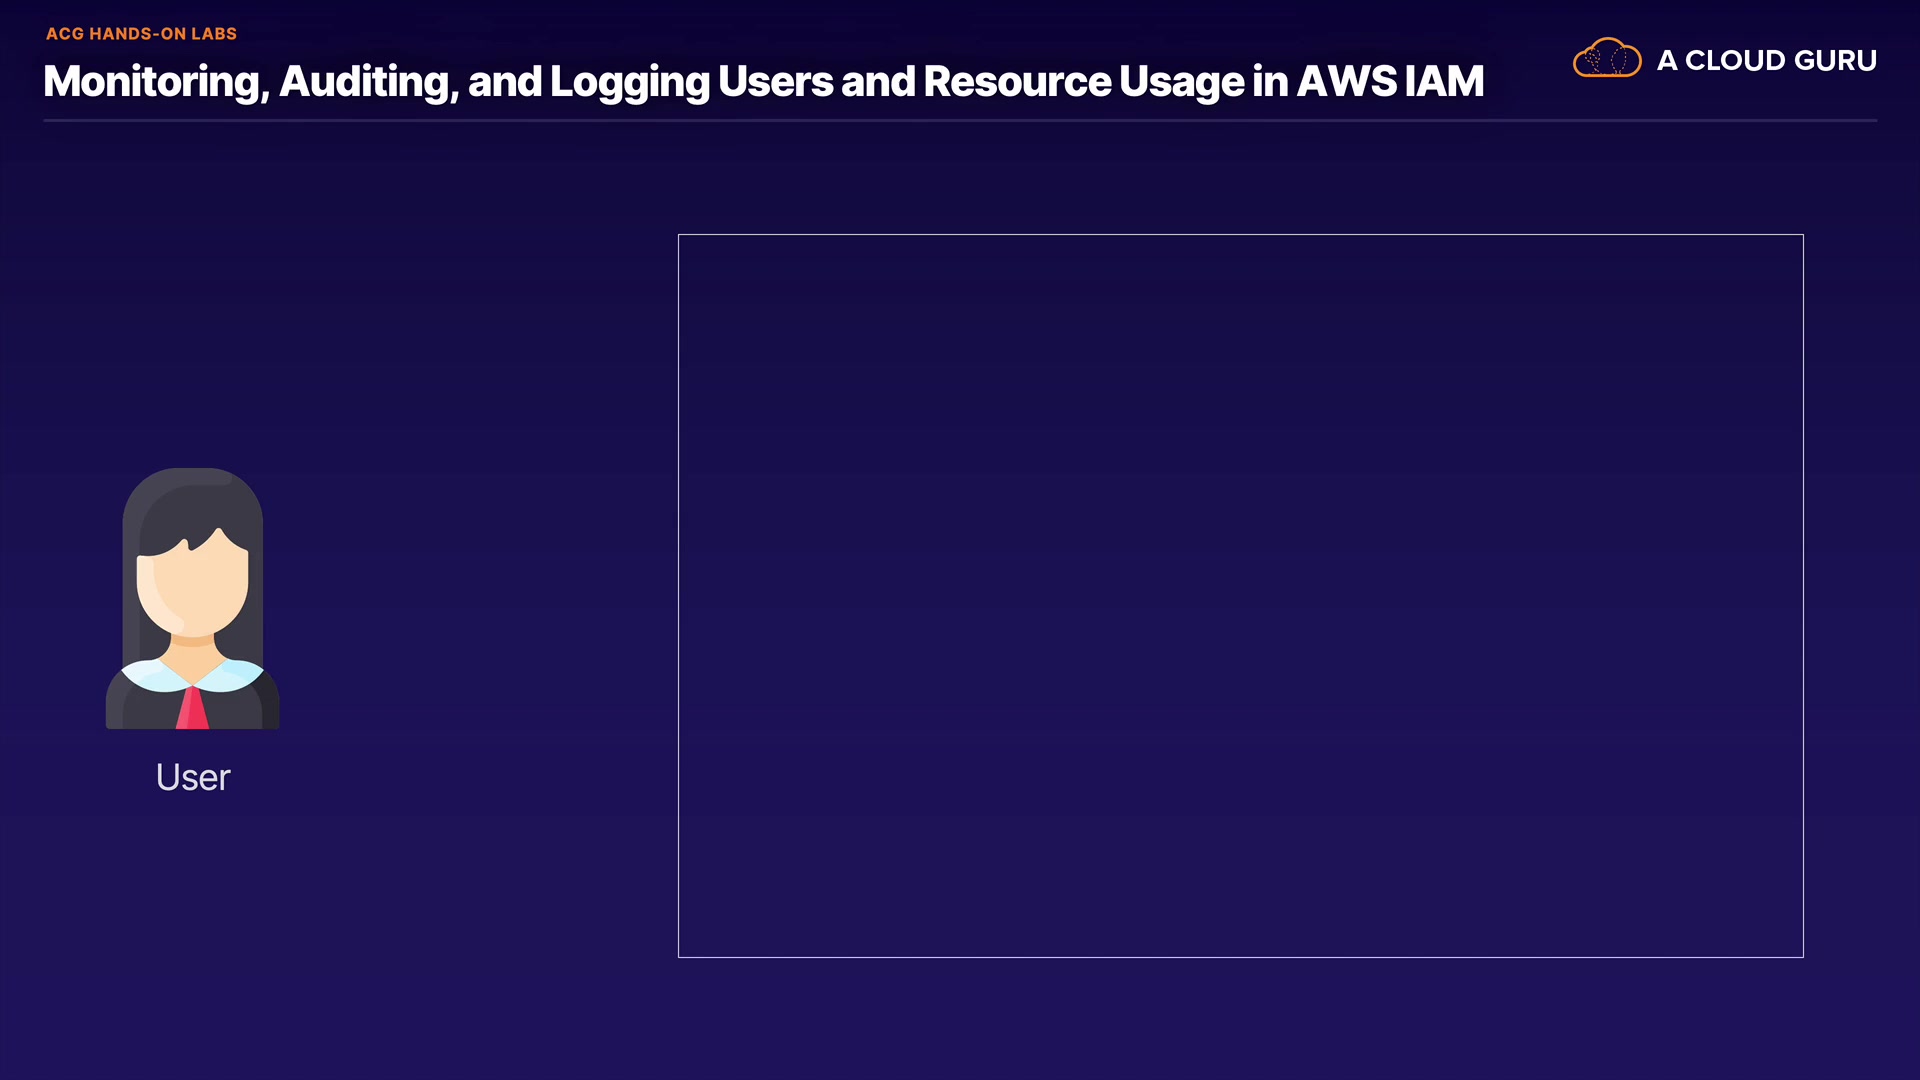 ACG HANDS-ON LABS
Monitoring, Auditing, and Logging Users and Resource Usage in AWS IAM
A CLOUD GURU
User